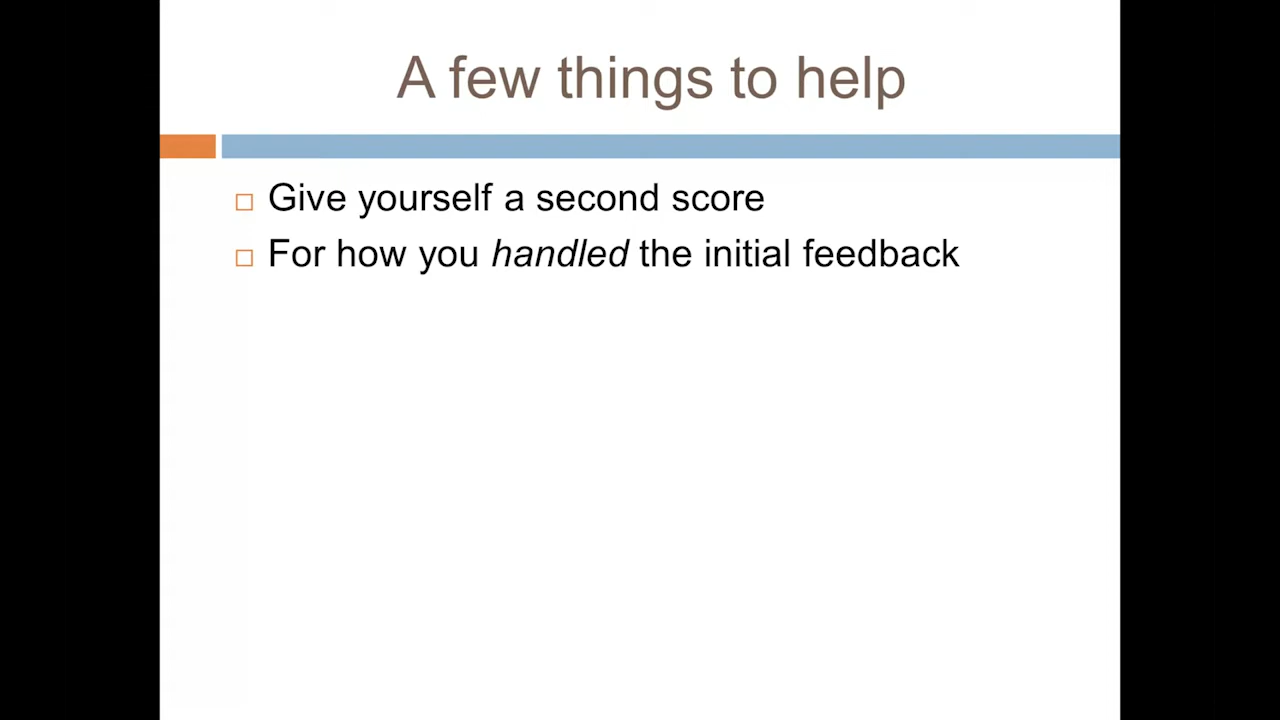 A few things to help
Give yourself a second score
For how you handled the initial feedback